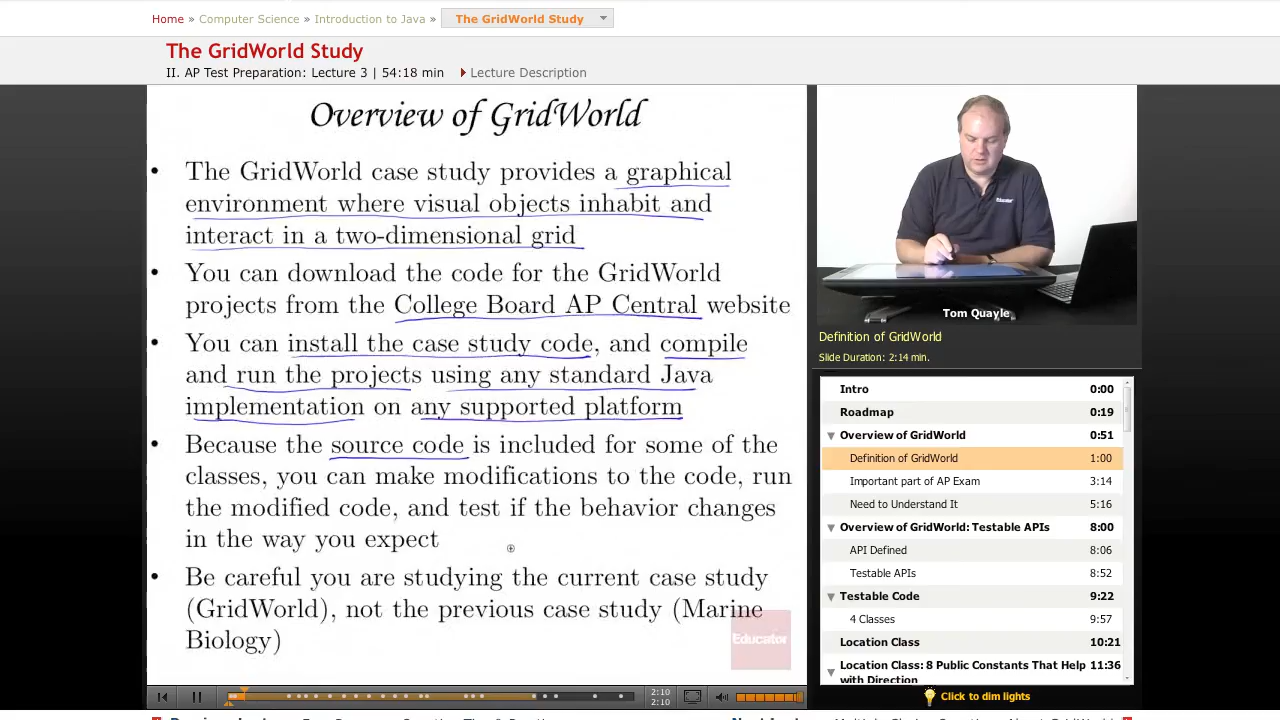 Home » Computer Science » Introduction to Java » The GridWorld Study
The GridWorld Study
II. AP Test Preparation: Lecture 3 | 54:18 min Lecture Description
Overview of GridWorld
• The GridWorld case study provides a graphical
environment where visual objects inhabit and
interact in a two-dimensional grid
• You can download the code for the GridWorld
projects from the College Board AP Central website
• You can install the case study code, and compile
and run the projects using any standard Java
implementation on any supported platform
• Because the source code is included for some of the
classes, you can make modifications to the code, run
the modified code, and test if the behavior changes
in the way you expect
• Be careful you are studying the current case study
(GridWorld), not the previous case study (Marine
Biology)
Educator
2:10
2:10
Educator
Tom Quayle
Definition of GridWorld
Slide Duration: 2:14 min.
Intro 0:00
Roadmap 0:19
Overview of GridWorld 0:51
Definition of GridWorld 1:00
Important part of AP Exam 3:14
Need to Understand It 5:16
Overview of GridWorld: Testable APIs 8:00
API Defined 8:06
Testable APIs 8:52
Testable Code 9:22
4 Classes 9:57
Location Class 10:21
Location Class: 8 Public Constants That Help 11:36
with Direction
Click to dim lights